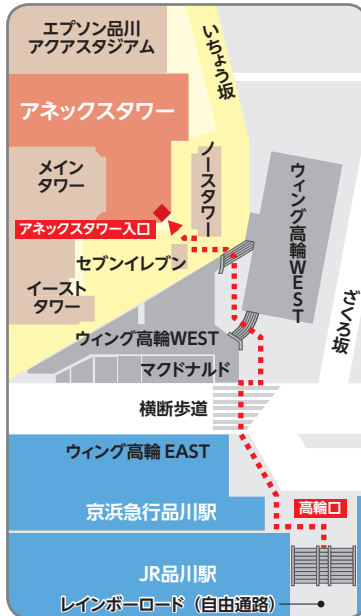 エプソン品川
アクアスタジアム
いちょう坂
アネックスタワー
メイン
タワー
ノースタワー
ウィング高輪WEST
アネックスタワー入口
セブンイレブン
イースト
タワー
ざくろ坂
ウィング高輪WEST
マクドナルド
横断歩道
ウィング高輪 EAST
京浜急行品川駅
高輪口
JR品川駅
レインボーロード（自由通路）